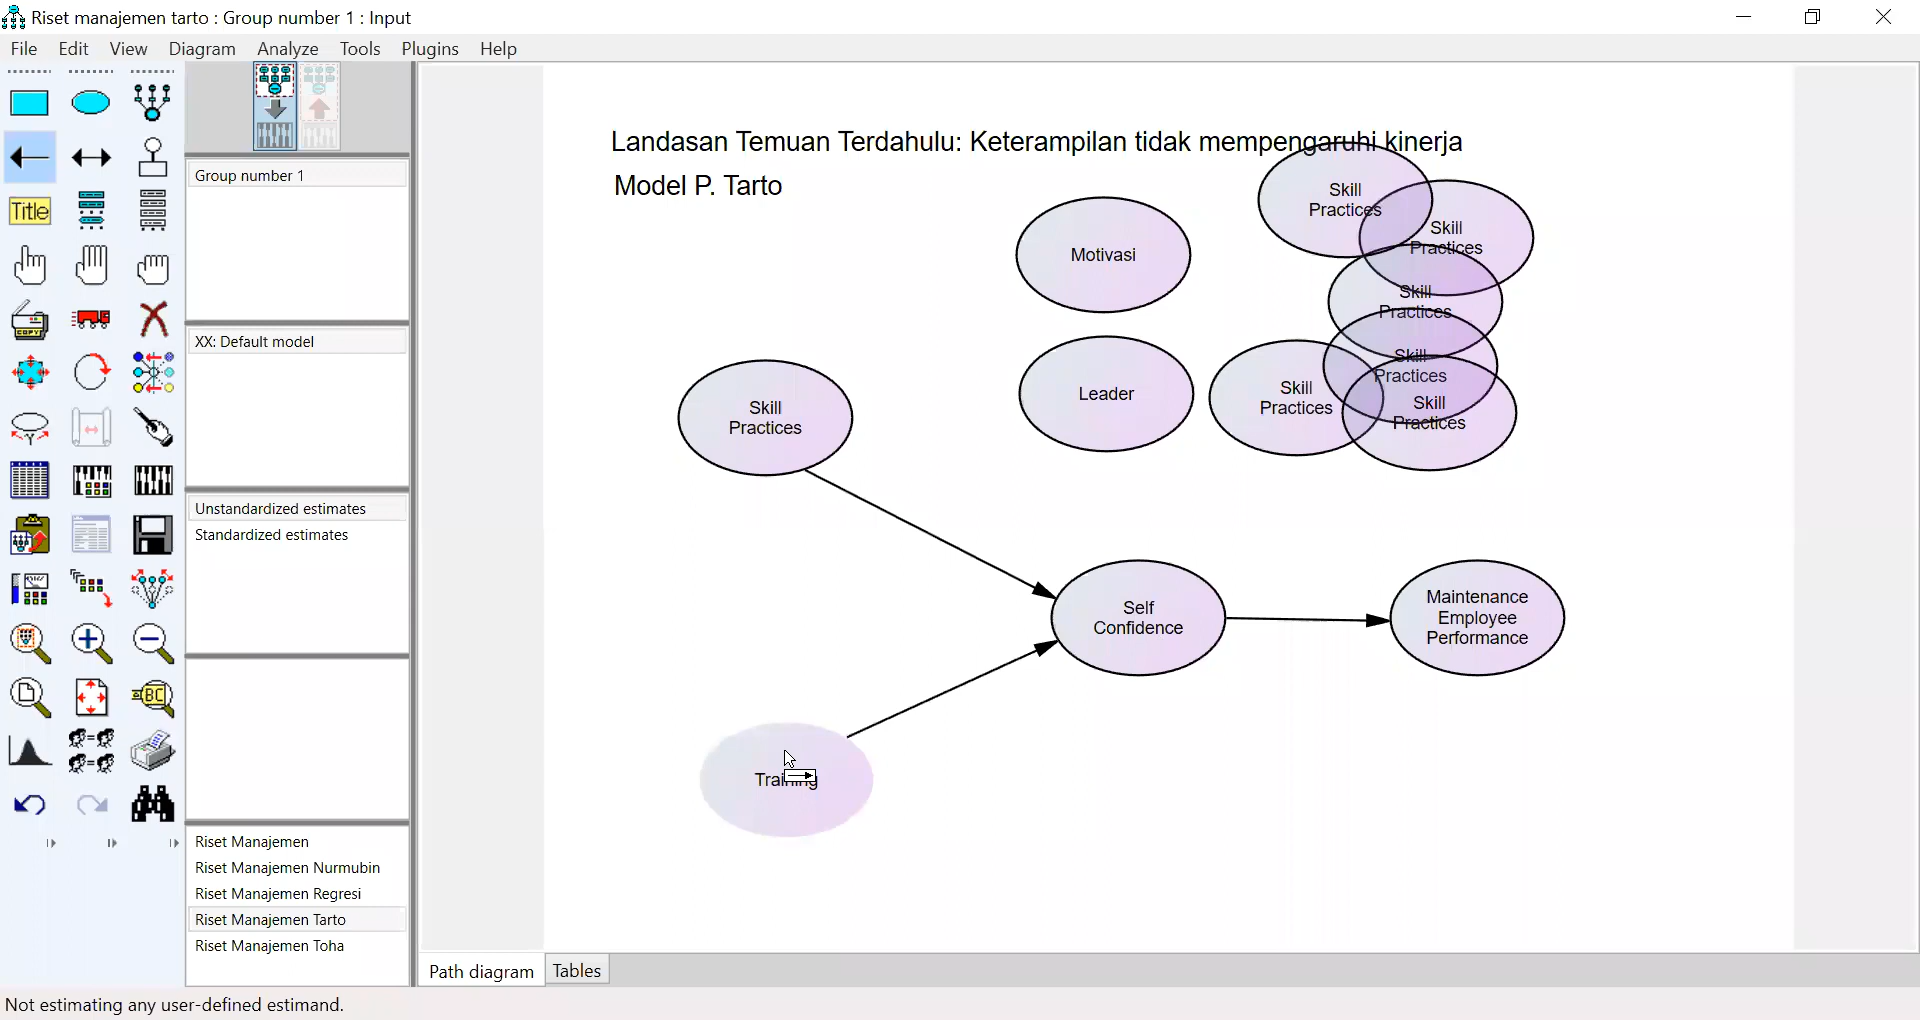 Riset manajemen tarto : Group number 1 : Input
File Edit View Diagram Analyze Tools Plugins Help
Title
COPY
ABC
Group number 1
XX: Default model
Unstandardized estimates
Standardized estimates
Riset Manajemen
Riset Manajemen Nurmubin
Riset Manajemen Regresi
Riset Manajemen Tarto
Riset Manajemen Toha
Landasan Temuan Terdahulu: Keterampilan tidak mempengaruhi kinerja
Model P. Tarto
Motivasi
Skill
Practices
Skill
Practices
Skill
Practices
Skill
Practices
Leader
Skill
Practices
Skill
Practices
Skill
Practices
Self
Confidence
Maintenance
Employee
Performance
Training
Path diagram Tables
Not estimating any user-defined estimand.